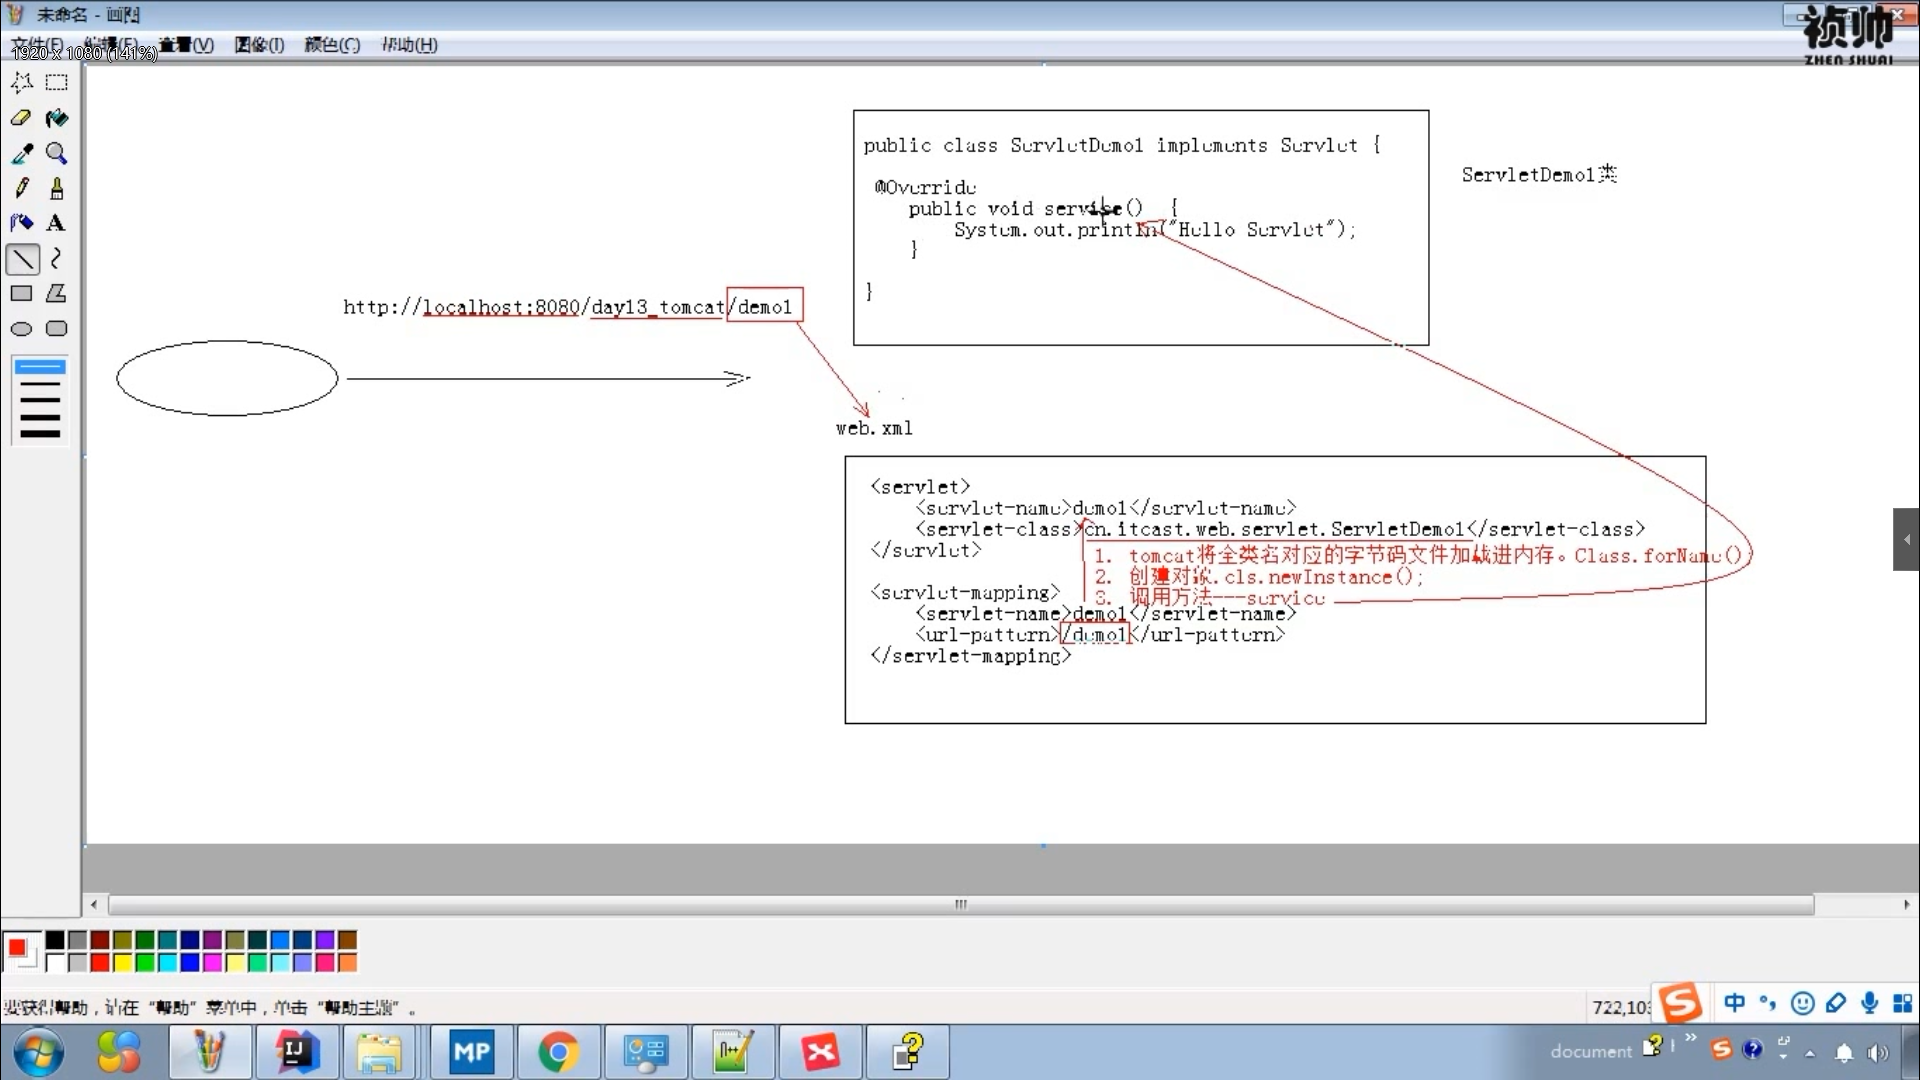 未命名 - 画图
文件(F) 编辑(E) 查看(V) 图像(I) 颜色(C) 帮助(H)
1920 x 1080 (141%)
祯帅
ZHEN SHUAI
public class ServletDemo1 implements Servlet {
@Override
public void service() {
System.out.println("Hello Servlet");
}
}
ServletDemo1类
http://localhost:8080/day13_tomcat/demo1
web.xml
<servlet>
<servlet-name>demo1</servlet-name>
<servlet-class>cn.itcast.web.servlet.ServletDemo1</servlet-class>
</servlet>
1. tomcat将全类名对应的字节码文件加载进内存。Class.forName()
2. 创建对象.cls.newInstance();
<servlet-mapping>
3. 调用方法---service
<servlet-name>demo1</servlet-name>
<url-pattern>/demo1</url-pattern>
</servlet-mapping>
要获得帮助，请在“帮助”菜单中，单击“帮助主题”。
722,103
中
IJ
MP
document